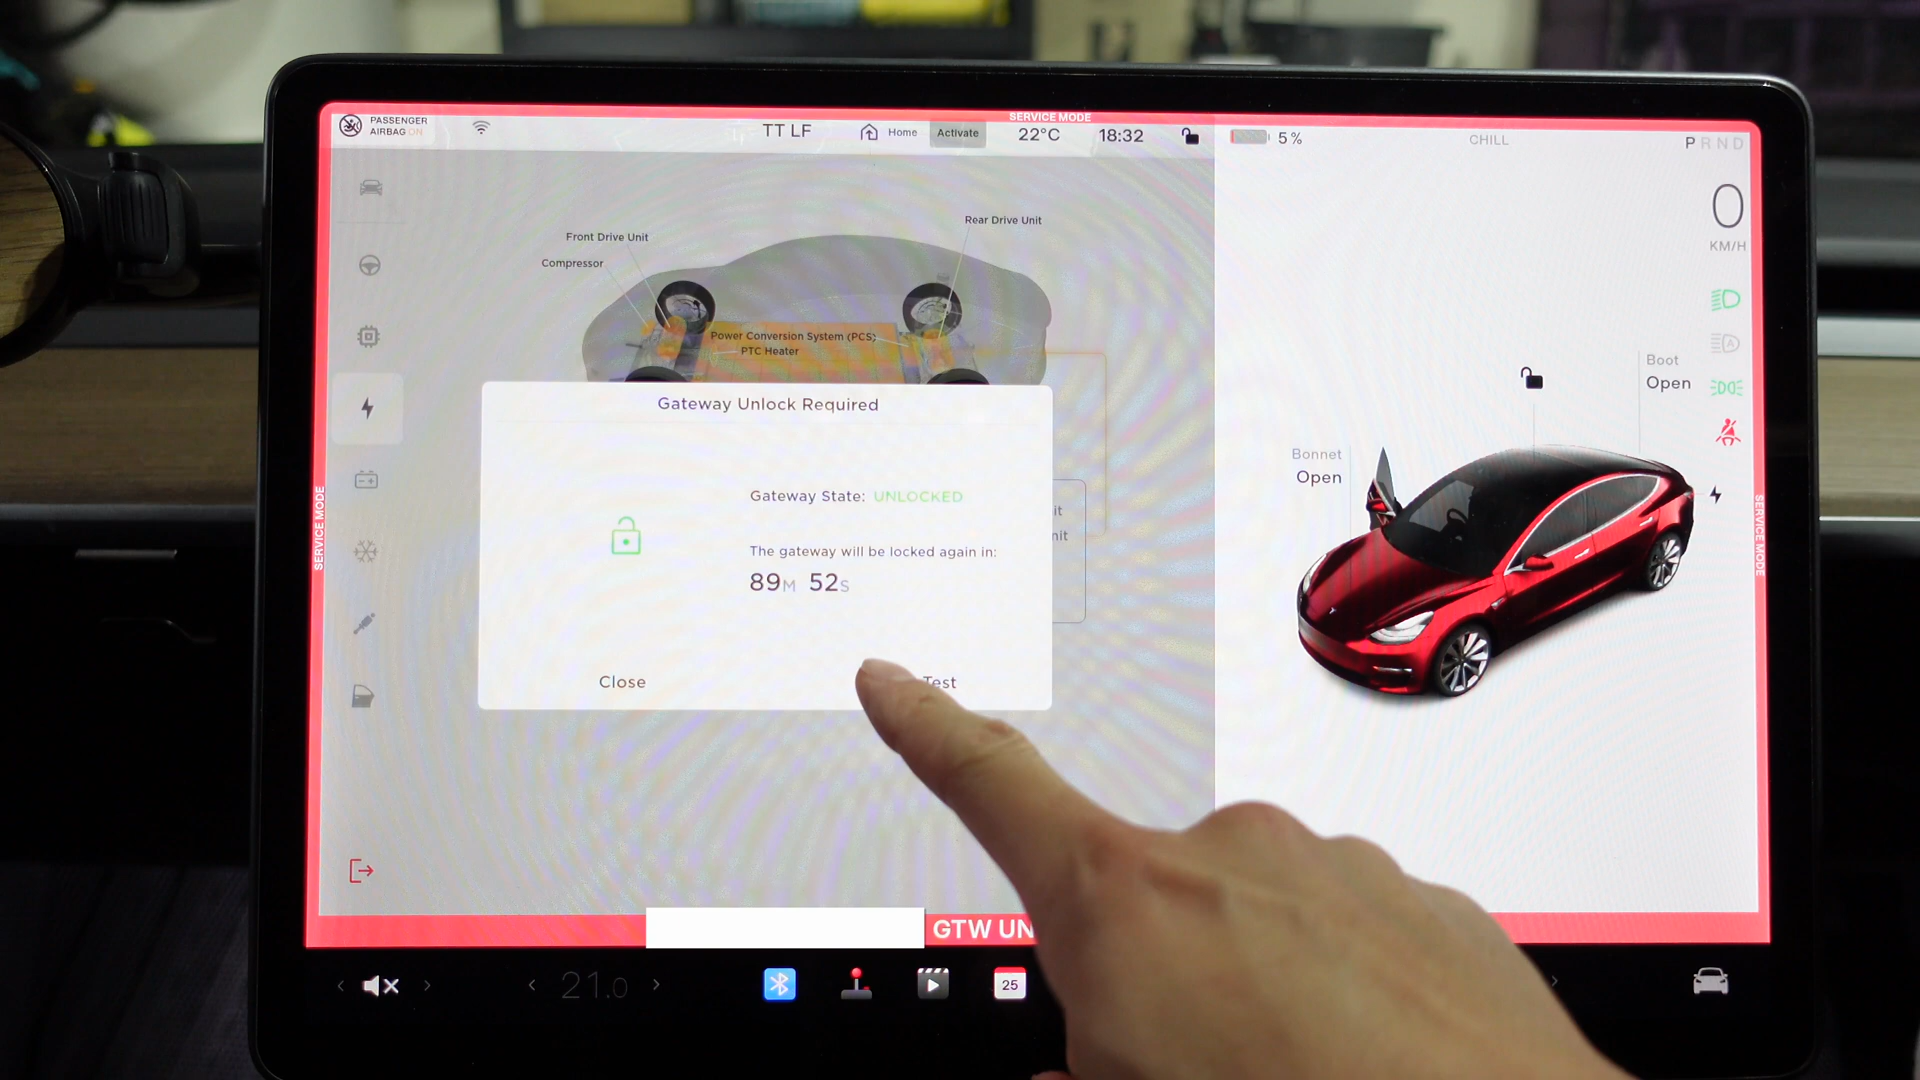 SERVICE MODE
PASSENGER
AIRBAG ON
TT LF
Home
Activate
22°C
18:32
5 %
CHILL
P R N D
0
KM/H
Front Drive Unit
Rear Drive Unit
Compressor
Power Conversion System (PCS)
PTC Heater
Gateway Unlock Required
Gateway State: UNLOCKED
The gateway will be locked again in:
89M 52S
Close
Test
it
nit
Boot
Open
Bonnet
Open
SERVICE MODE
SERVICE MODE
GTW UN
21.0
25